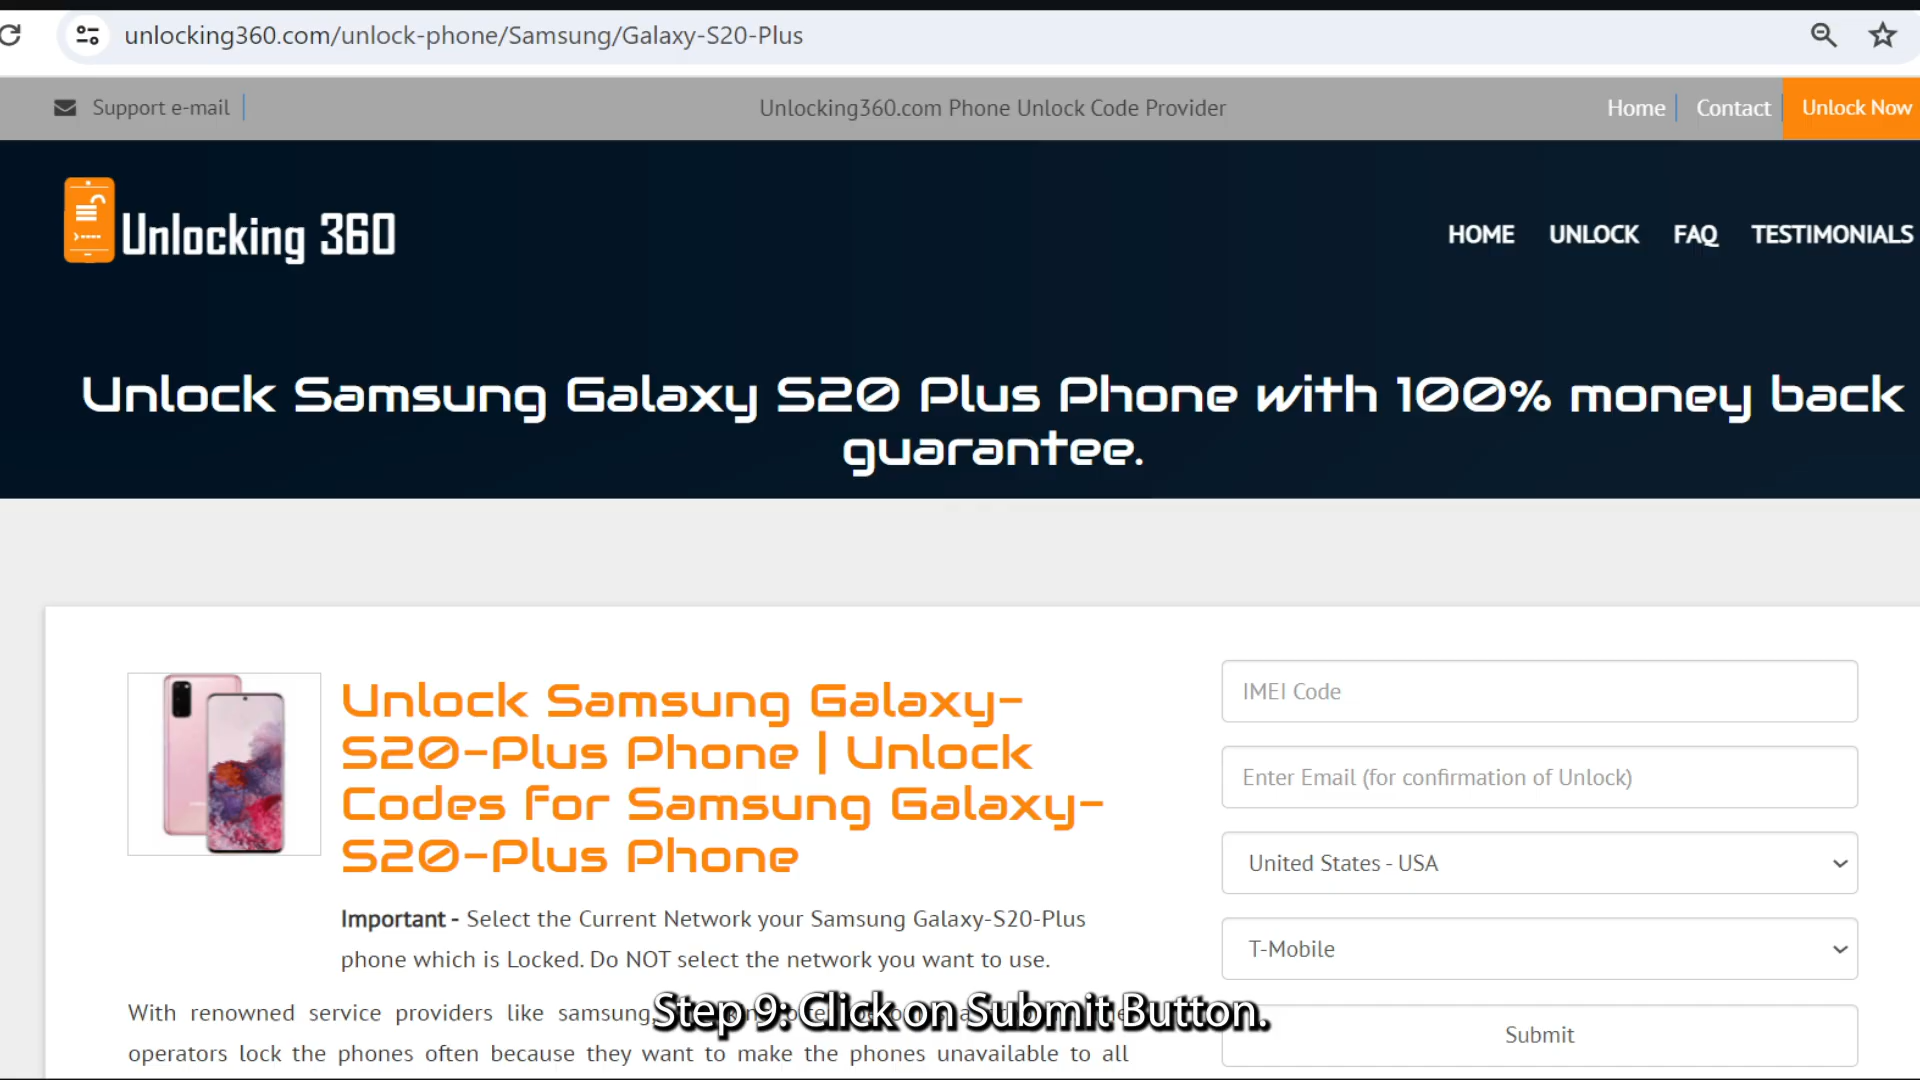 unlocking360.com/unlock-phone/Samsung/Galaxy-S20-Plus
Support e-mail
Unlocking360.com Phone Unlock Code Provider
Home
Contact
Unlock Now
Unlocking 360
HOME
UNLOCK
FAQ
TESTIMONIALS
Unlock Samsung Galaxy S20 Plus Phone with 100% money back
guarantee.
Unlock Samsung Galaxy-
S20-Plus Phone | Unlock
Codes for Samsung Galaxy-
S20-Plus Phone
Important - Select the Current Network your Samsung Galaxy-S20-Plus
phone which is Locked. Do NOT select the network you want to use.
With renowned service providers like samsung,
operators lock the phones often because they want to make the phones unavailable to all
IMEI Code
Enter Email (for confirmation of Unlock)
United States - USA
T-Mobile
Submit
Step 9: Click on Submit Button.